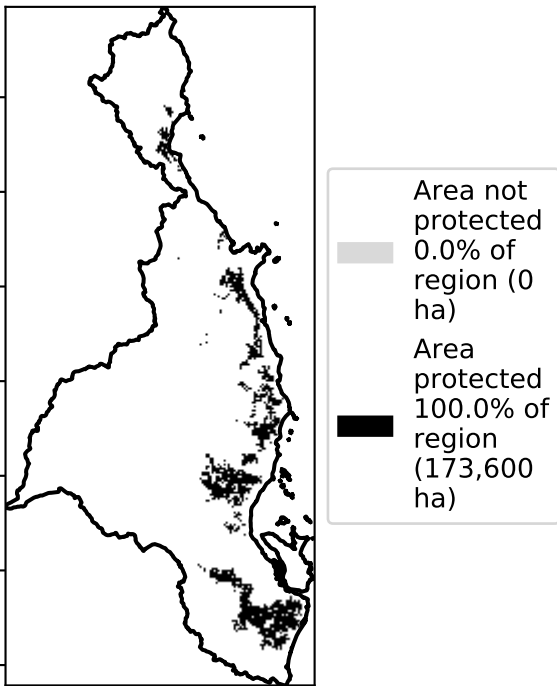 Area not
protected
0.0% of
region (0
ha)
Area
protected
100.0% of
region
(173,600
ha)